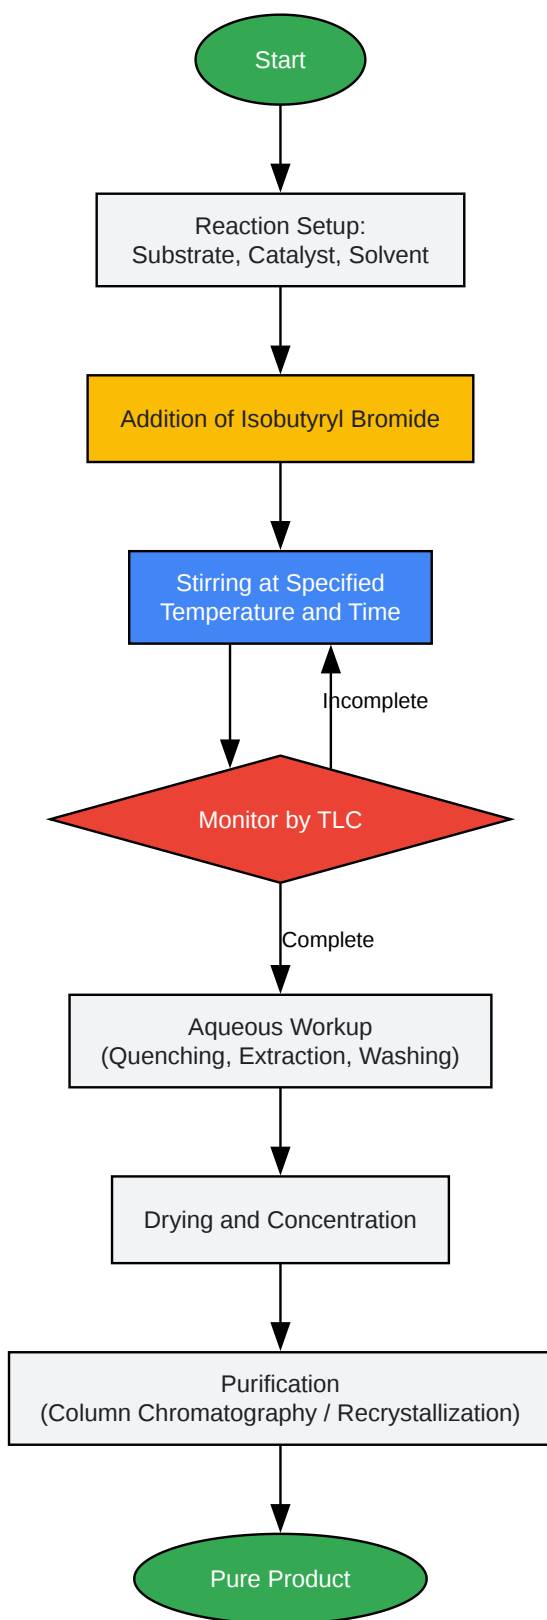 Start
Reaction Setup:
Substrate, Catalyst, Solvent
Addition of Isobutyryl Bromide
Stirring at Specified
Temperature and Time
Incomplete
Monitor by TLC
Complete
Aqueous Workup
(Quenching, Extraction, Washing)
Drying and Concentration
Purification
(Column Chromatography / Recrystallization)
Pure Product